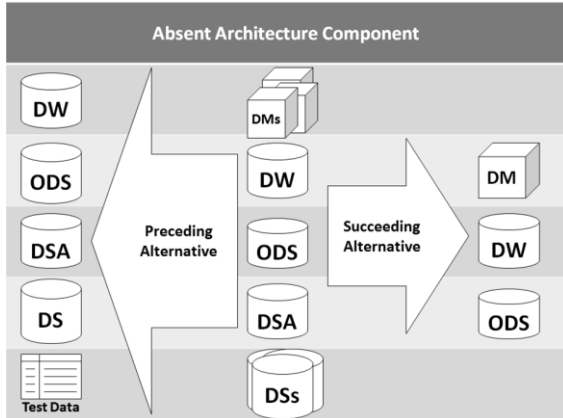 Absent Architecture Component
DW
DMs
ODS
DW
DM
Preceding
Alternative
Succeeding
Alternative
DSA
ODS
DW
DS
DSA
ODS
Test Data
DSs